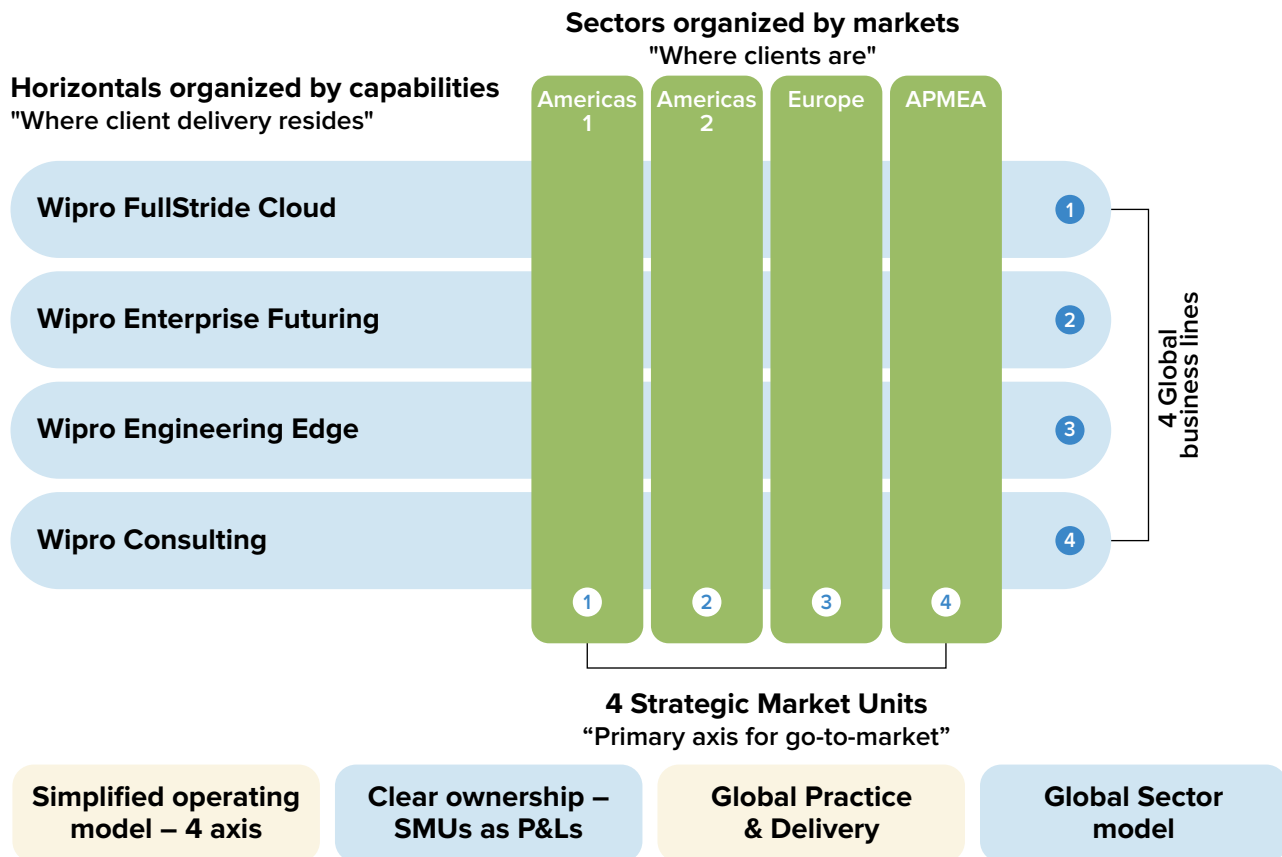 Sectors organized by markets
"Where clients are"
Horizontals organized by capabilities
"Where client delivery resides"
Americas
1
Americas
2
Europe
APMEA
Wipro FullStride Cloud
1
Wipro Enterprise Futuring
2
Wipro Engineering Edge
3
Wipro Consulting
4
4 Global
business lines
1
2
3
4
4 Strategic Market Units
“Primary axis for go-to-market”
Simplified operating
model – 4 axis
Clear ownership –
SMUs as P&Ls
Global Practice
& Delivery
Global Sector
model